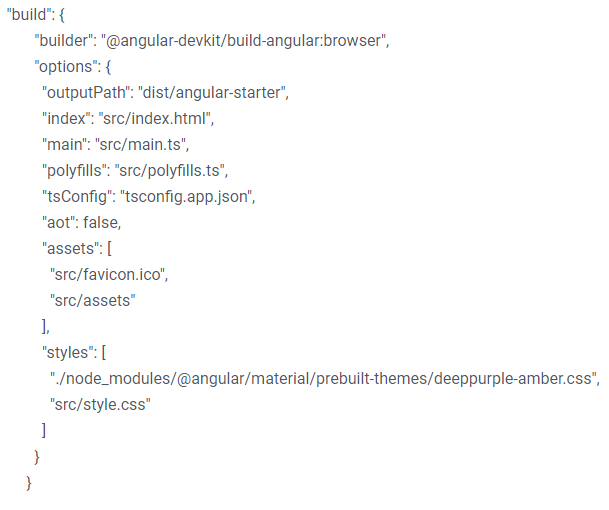 "build": {
"builder": "@angular-devkit/build-angular:browser",
"options": {
"outputPath": "dist/angular-starter",
"index": "src/index.html",
"main": "src/main.ts",
"polyfills": "src/polyfills.ts",
"tsConfig": "tsconfig.app.json",
"aot": false,
"assets": [
"src/favicon.ico",
"src/assets"
],
"styles": [
"./node_modules/@angular/material/prebuilt-themes/deeppurple-amber.css",
"src/style.css"
]
}
}